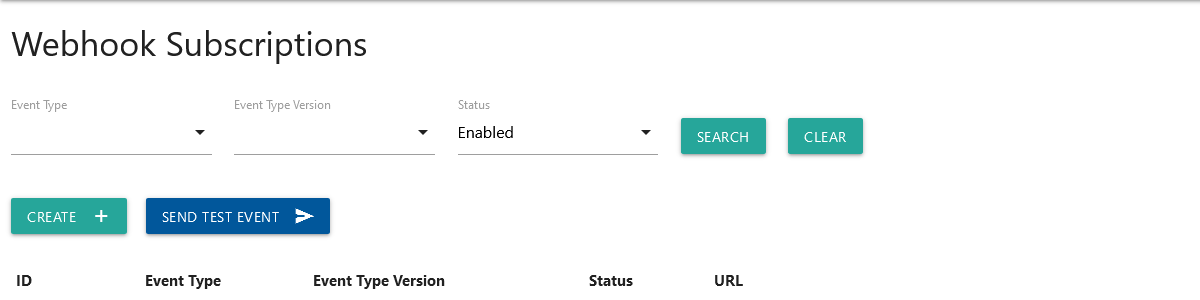 Webhook Subscriptions
Event Type Event Type Version Status
Enabled SEARCH CLEAR
CREATE SEND TEST EVENT
ID Event Type Event Type Version Status URL